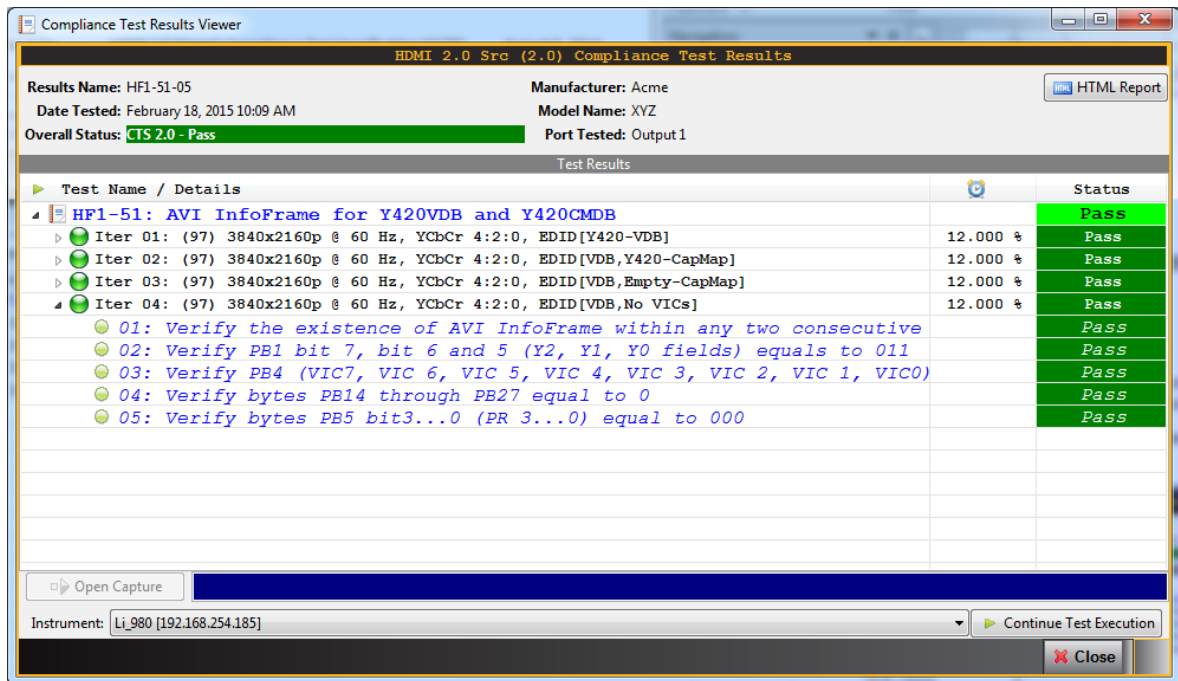 Compliance Test Results Viewer
HDMI 2.0 Src (2.0) Compliance Test Results
Results Name: HF1-51-05 Manufacturer: Acme HTML Report
Date Tested: February 18, 2015 10:09 AM Model Name: XYZ
Overall Status: CTS 2.0 - Pass Port Tested: Output 1
Test Results
Test Name / Details Status
HF1-51: AVI InfoFrame for Y420VDB and Y420CMDB Pass
Iter 01: (97) 3840x2160p @ 60 Hz, YCbCr 4:2:0, EDID[Y420-VDB] 12.000 % Pass
Iter 02: (97) 3840x2160p @ 60 Hz, YCbCr 4:2:0, EDID[VDB,Y420-CapMap] 12.000 % Pass
Iter 03: (97) 3840x2160p @ 60 Hz, YCbCr 4:2:0, EDID[VDB,Empty-CapMap] 12.000 % Pass
Iter 04: (97) 3840x2160p @ 60 Hz, YCbCr 4:2:0, EDID[VDB,No VICs] 12.000 % Pass
01: Verify the existence of AVI InfoFrame within any two consecutive Pass
02: Verify PB1 bit 7, bit 6 and 5 (Y2, Y1, Y0 fields) equals to 011 Pass
03: Verify PB4 (VIC7, VIC 6, VIC 5, VIC 4, VIC 3, VIC 2, VIC 1, VIC0) Pass
04: Verify bytes PB14 through PB27 equal to 0 Pass
05: Verify bytes PB5 bit3...0 (PR 3...0) equal to 000 Pass
Open Capture
Instrument: Li_980 [192.168.254.185] Continue Test Execution
Close